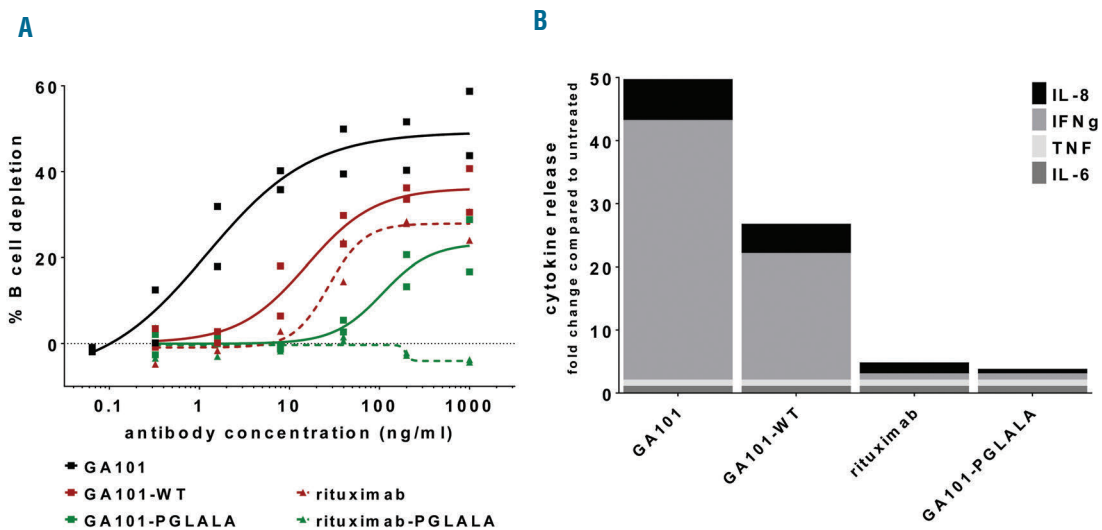 A
% B cell depletion
60
40
20
0
0.1 1 10 100 1000
antibody concentration (ng/ml)
GA101
GA101-WT rituximab
GA101-PGLALA rituximab-PGLALA
B
cytokine release
fold change compared to untreated
50
40
30
20
10
0
IL-8
IFNg
TNF
IL-6
GA101
GA101-WT
rituximab
GA101-PGLALA